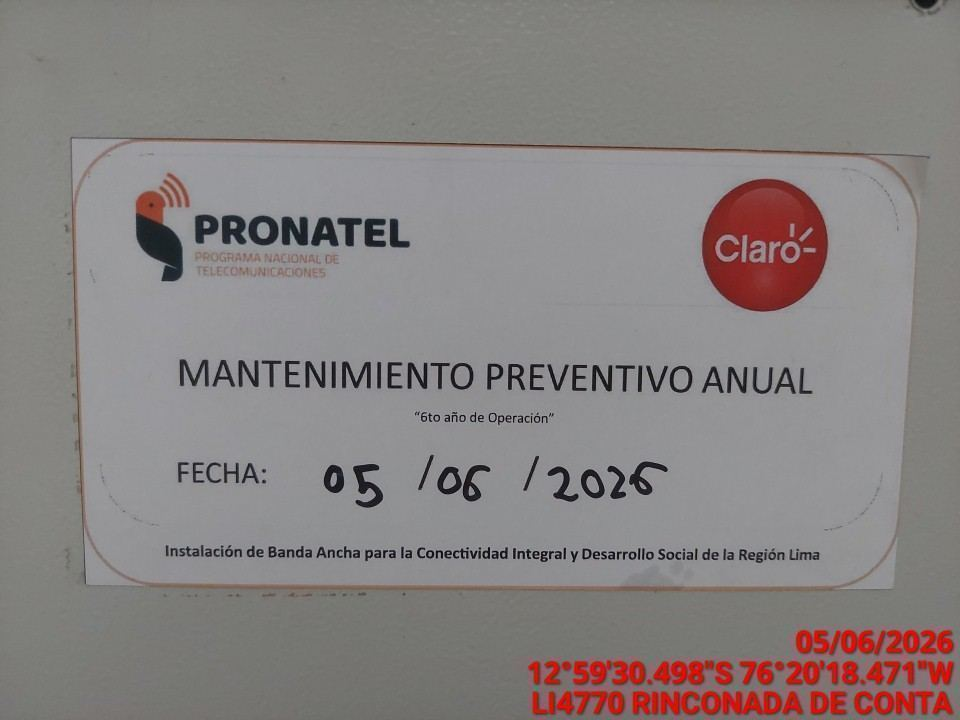 PRONATEL
PROGRAMA NACIONAL DE
TELECOMUNICACIONES
Claro
MANTENIMIENTO PREVENTIVO ANUAL
“6to año de Operación”
FECHA: 05 / 06 / 2026
Instalación de Banda Ancha para la Conectividad Integral y Desarrollo Social de la Región Lima
05/06/2026
12°59'30.498"S 76°20'18.471"W
LI4770 RINCONADA DE CONTA